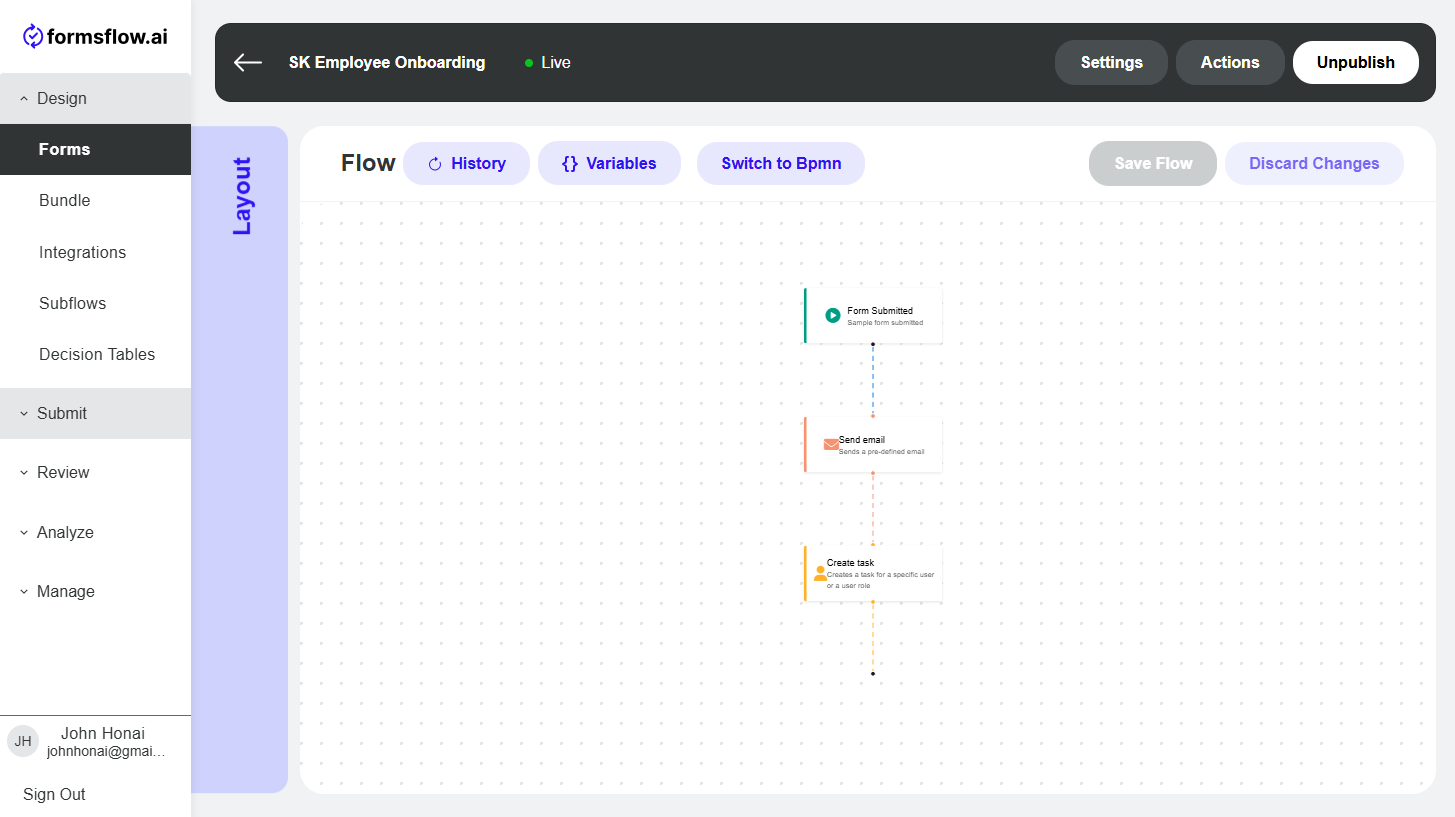 formsflow.ai
Design
Forms
Bundle
Integrations
Subflows
Decision Tables
Submit
Review
Analyze
Manage
JH
John Honai
johnhonai@gmai...
Sign Out
SK Employee Onboarding
Live
Settings
Actions
Unpublish
Layout
Flow
History
{} Variables
Switch to Bpmn
Save Flow
Discard Changes
Form Submitted
Sample form submitted
Send email
Sends a pre-defined email
Create task
Creates a task for a specific user
or a user role